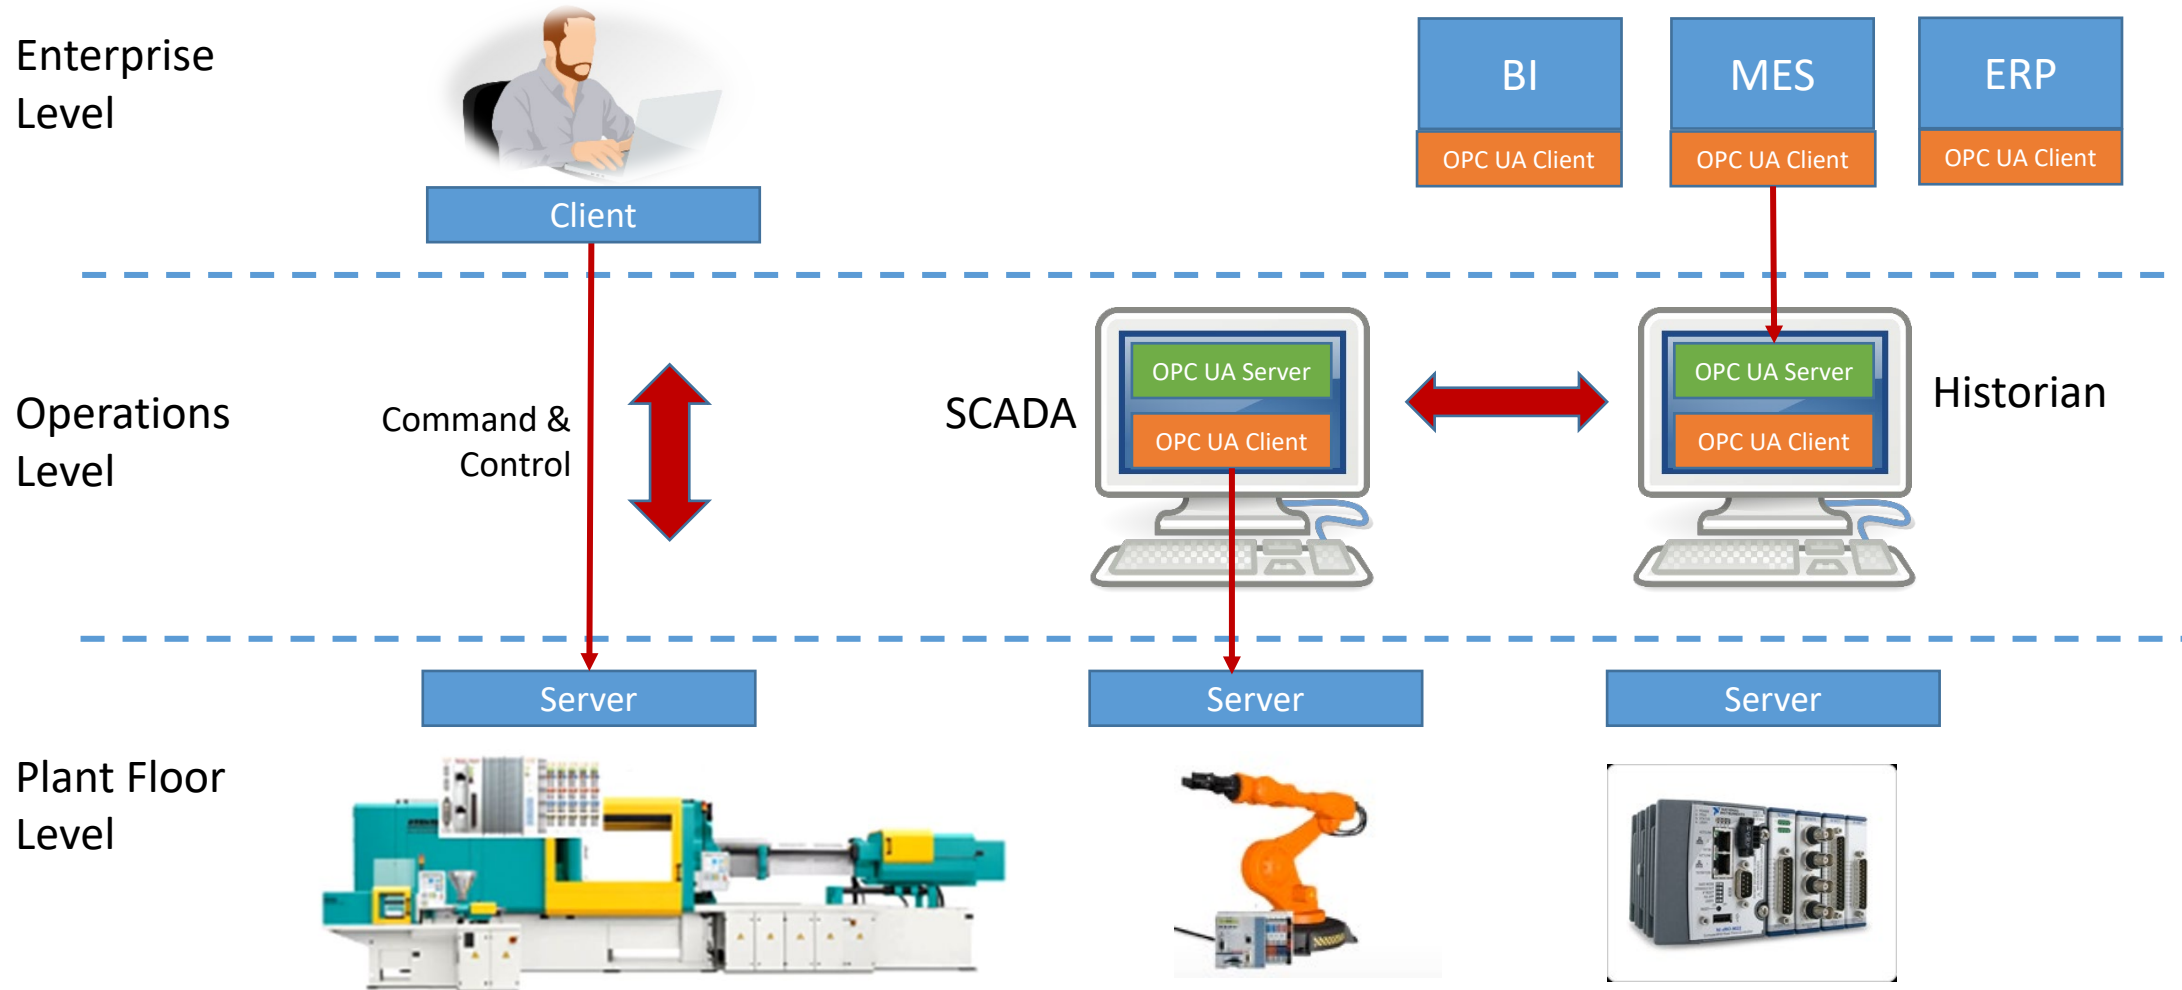 Enterprise
Level
BI
MES
ERP
OPC UA Client
OPC UA Client
OPC UA Client
Client
Operations
Level
Command &
Control
SCADA
OPC UA Server
OPC UA Client
OPC UA Server
OPC UA Client
Historian
Server
Server
Server
Plant Floor
Level